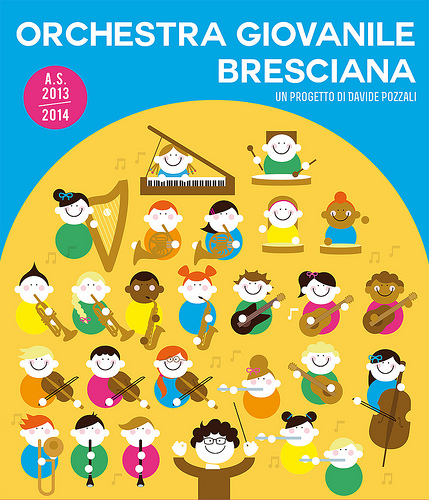 ORCHESTRA GIOVANILE
BRESCIANA
UN PROGETTO DI DAVIDE POZZALI
A.S.
2013
2014